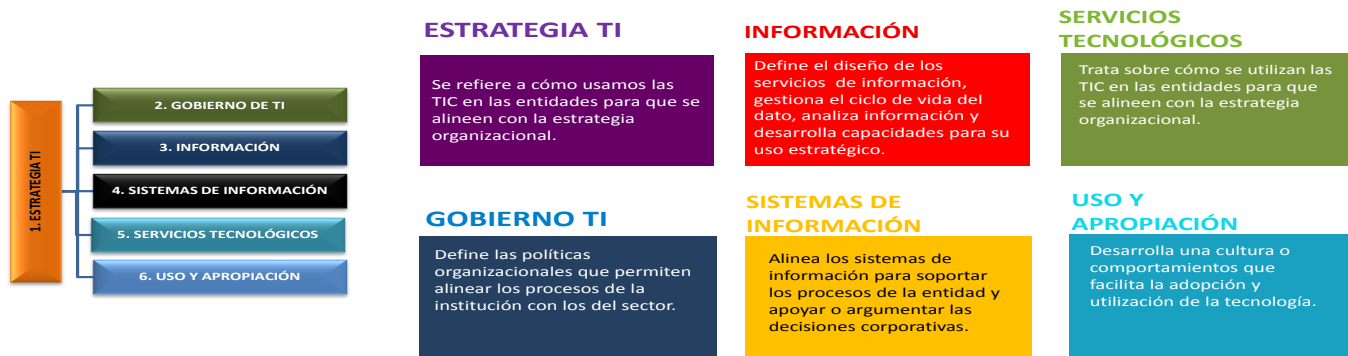 1. ESTRATEGIA TI
2. GOBIERNO DE TI
3. INFORMACIÓN
4. SISTEMAS DE INFORMACIÓN
5. SERVICIOS TECNOLÓGICOS
6. USO Y APROPIACIÓN
ESTRATEGIA TI
Se refiere a cómo usamos las
TIC en las entidades para que se
alineen con la estrategia
organizacional.
INFORMACIÓN
Define el diseño de los
servicios de información,
gestiona el ciclo de vida del
dato, analiza información y
desarrolla capacidades para su
uso estratégico.
SERVICIOS
TECNOLÓGICOS
Trata sobre cómo se utilizan las
TIC en las entidades para que
se alineen con la estrategia
organizacional.
GOBIERNO TI
Define las políticas
organizacionales que permiten
alinear los procesos de la
institución con los del sector.
SISTEMAS DE
INFORMACIÓN
Alinea los sistemas de
información para soportar
los procesos de la entidad y
apoyar o argumentar las
decisiones corporativas.
USO Y
APROPIACIÓN
Desarrolla una cultura o
comportamientos que
facilita la adopción y
utilización de la tecnología.